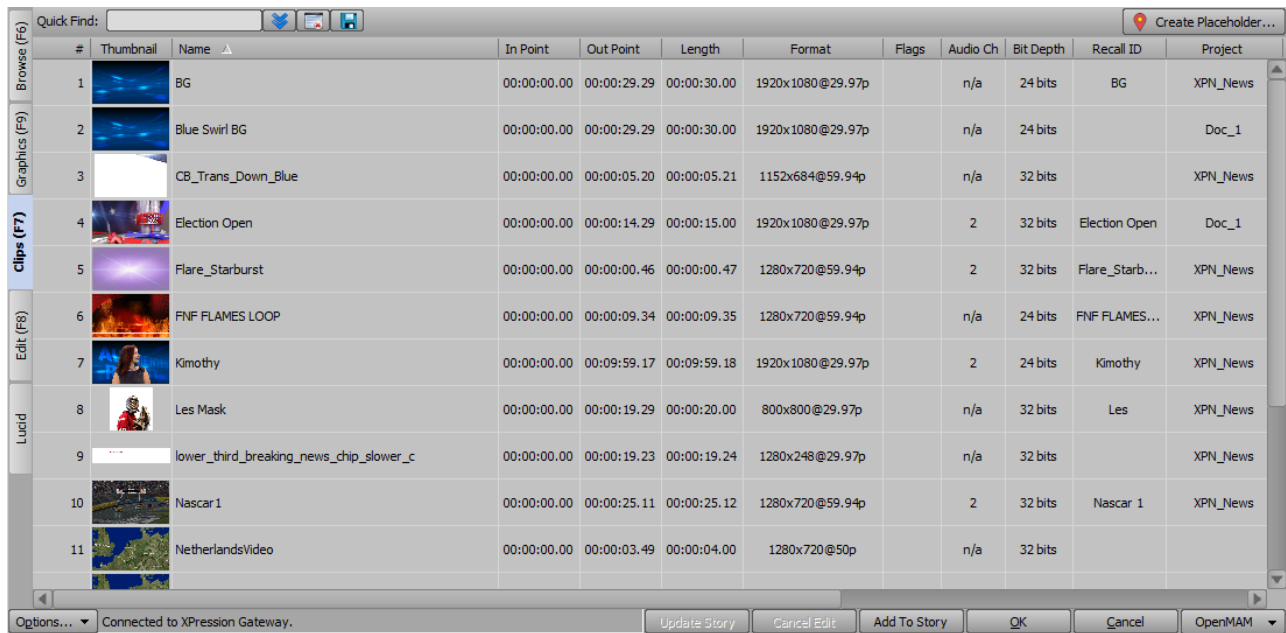 Quick Find:
Create Placeholder...
Browse (F6)
Graphics (F9)
Clips (F7)
Edit (F8)
Lucid
# Thumbnail Name In Point Out Point Length Format Flags Audio Ch Bit Depth Recall ID Project
1 BG 00:00:00.00 00:00:29.29 00:00:30.00 1920x1080@29.97p n/a 24 bits BG XPN_News
2 Blue Swirl BG 00:00:00.00 00:00:29.29 00:00:30.00 1920x1080@29.97p n/a 24 bits Doc_1
3 CB_Trans_Down_Blue 00:00:00.00 00:00:05.20 00:00:05.21 1152x684@59.94p n/a 32 bits XPN_News
4 Election Open 00:00:00.00 00:00:14.29 00:00:15.00 1920x1080@29.97p 2 32 bits Election Open Doc_1
5 Flare_Starburst 00:00:00.00 00:00:00.46 00:00:00.47 1280x720@59.94p 2 32 bits Flare_Starb... XPN_News
6 FNF FLAMES LOOP 00:00:00.00 00:00:09.34 00:00:09.35 1280x720@59.94p n/a 24 bits FNF FLAMES... XPN_News
7 Kimothy 00:00:00.00 00:09:59.17 00:09:59.18 1920x1080@29.97p 2 24 bits Kimothy XPN_News
8 Les Mask 00:00:00.00 00:00:19.29 00:00:20.00 800x800@29.97p n/a 32 bits Les XPN_News
9 lower_third_breaking_news_chip_slower_c 00:00:00.00 00:00:19.23 00:00:19.24 1280x248@29.97p n/a 32 bits XPN_News
10 Nascar1 00:00:00.00 00:00:25.11 00:00:25.12 1280x720@59.94p 2 32 bits Nascar 1 XPN_News
11 NetherlandsVideo 00:00:00.00 00:00:03.49 00:00:04.00 1280x720@50p n/a 32 bits
Options... Connected to XPression Gateway. Update Story Cancel Edit Add To Story OK Cancel OpenMAM